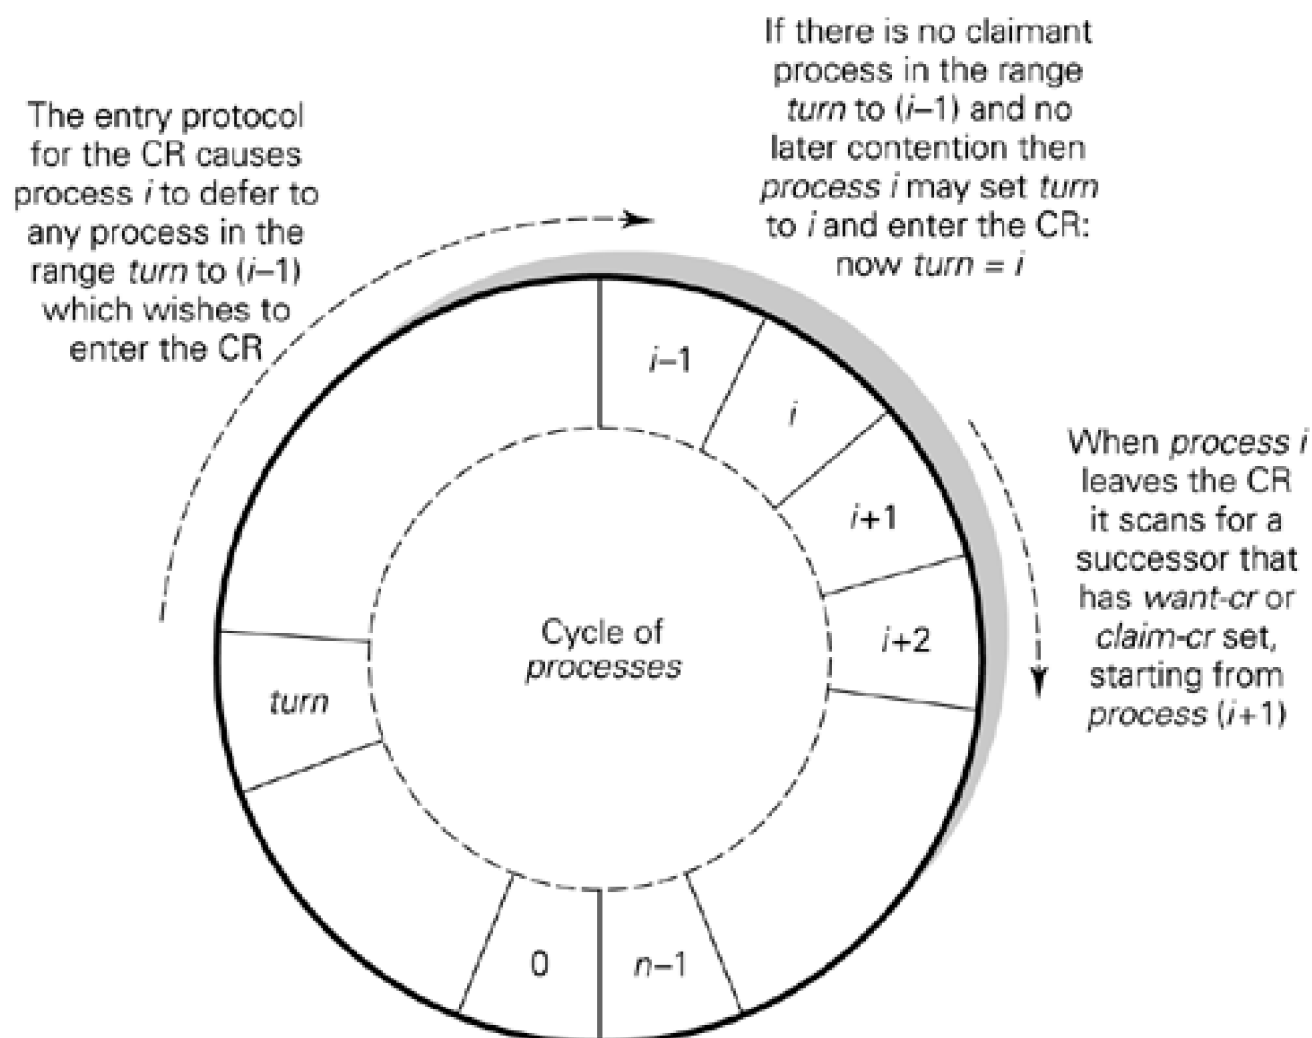 The entry protocol
for the CR causes
process i to defer to
any process in the
range turn to (i–1)
which wishes to
enter the CR
If there is no claimant
process in the range
turn to (i–1) and no
later contention then
process i may set turn
to i and enter the CR:
now turn = i
When process i
leaves the CR
it scans for a
successor that
has want-cr or
claim-cr set,
starting from
process (i+1)
i–1
i
i+1
i+2
Cycle of
processes
turn
0
n–1